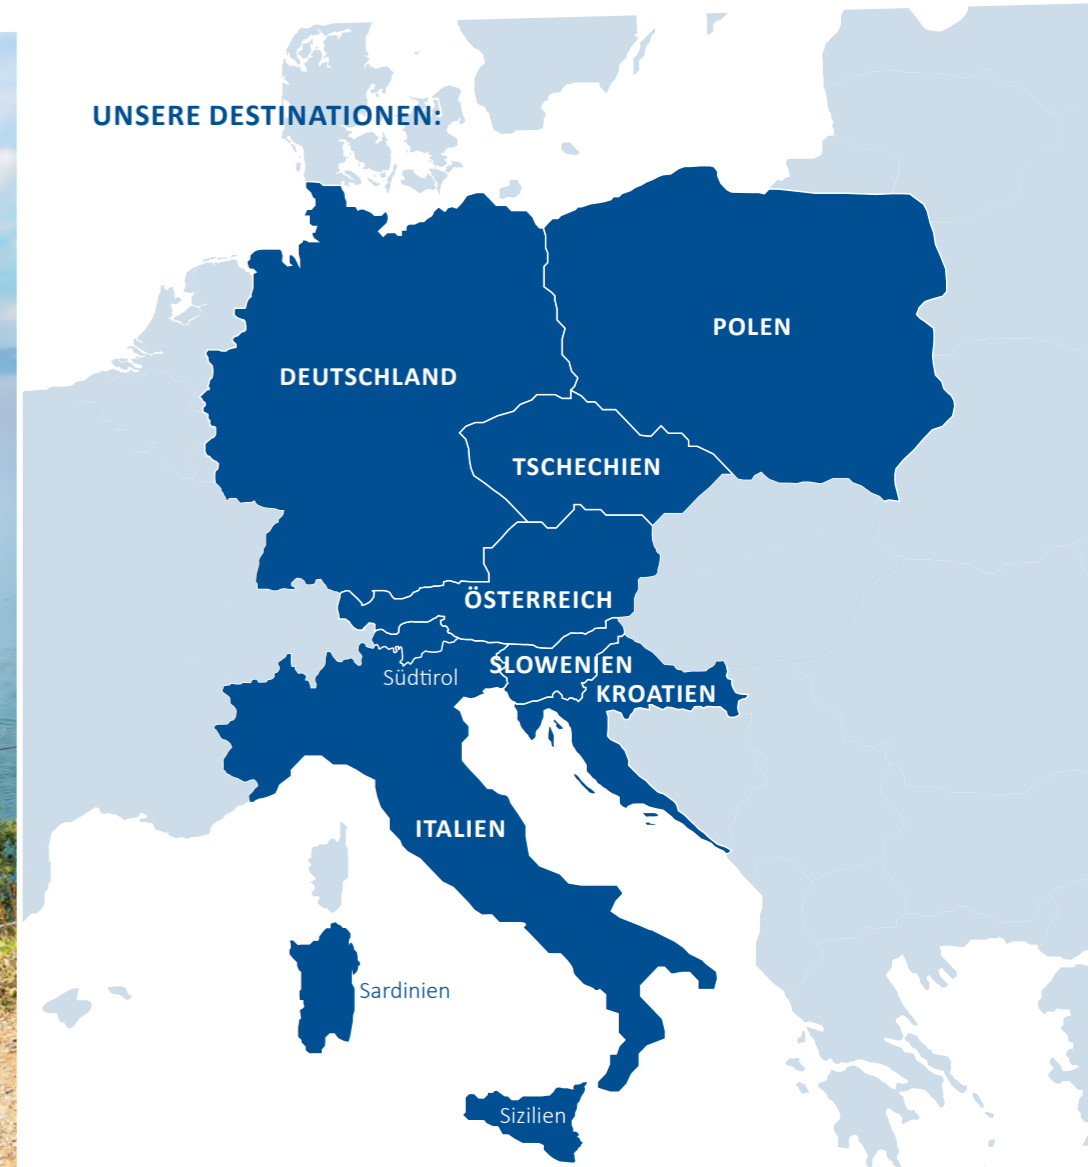 UNSERE DESTINATIONEN:
POLEN
DEUTSCHLAND
TSCHECHIEN
ÖSTERREICH
SLOWENIEN
Südtirol
KROATIEN
ITALIEN
Sardinien
Sizilien